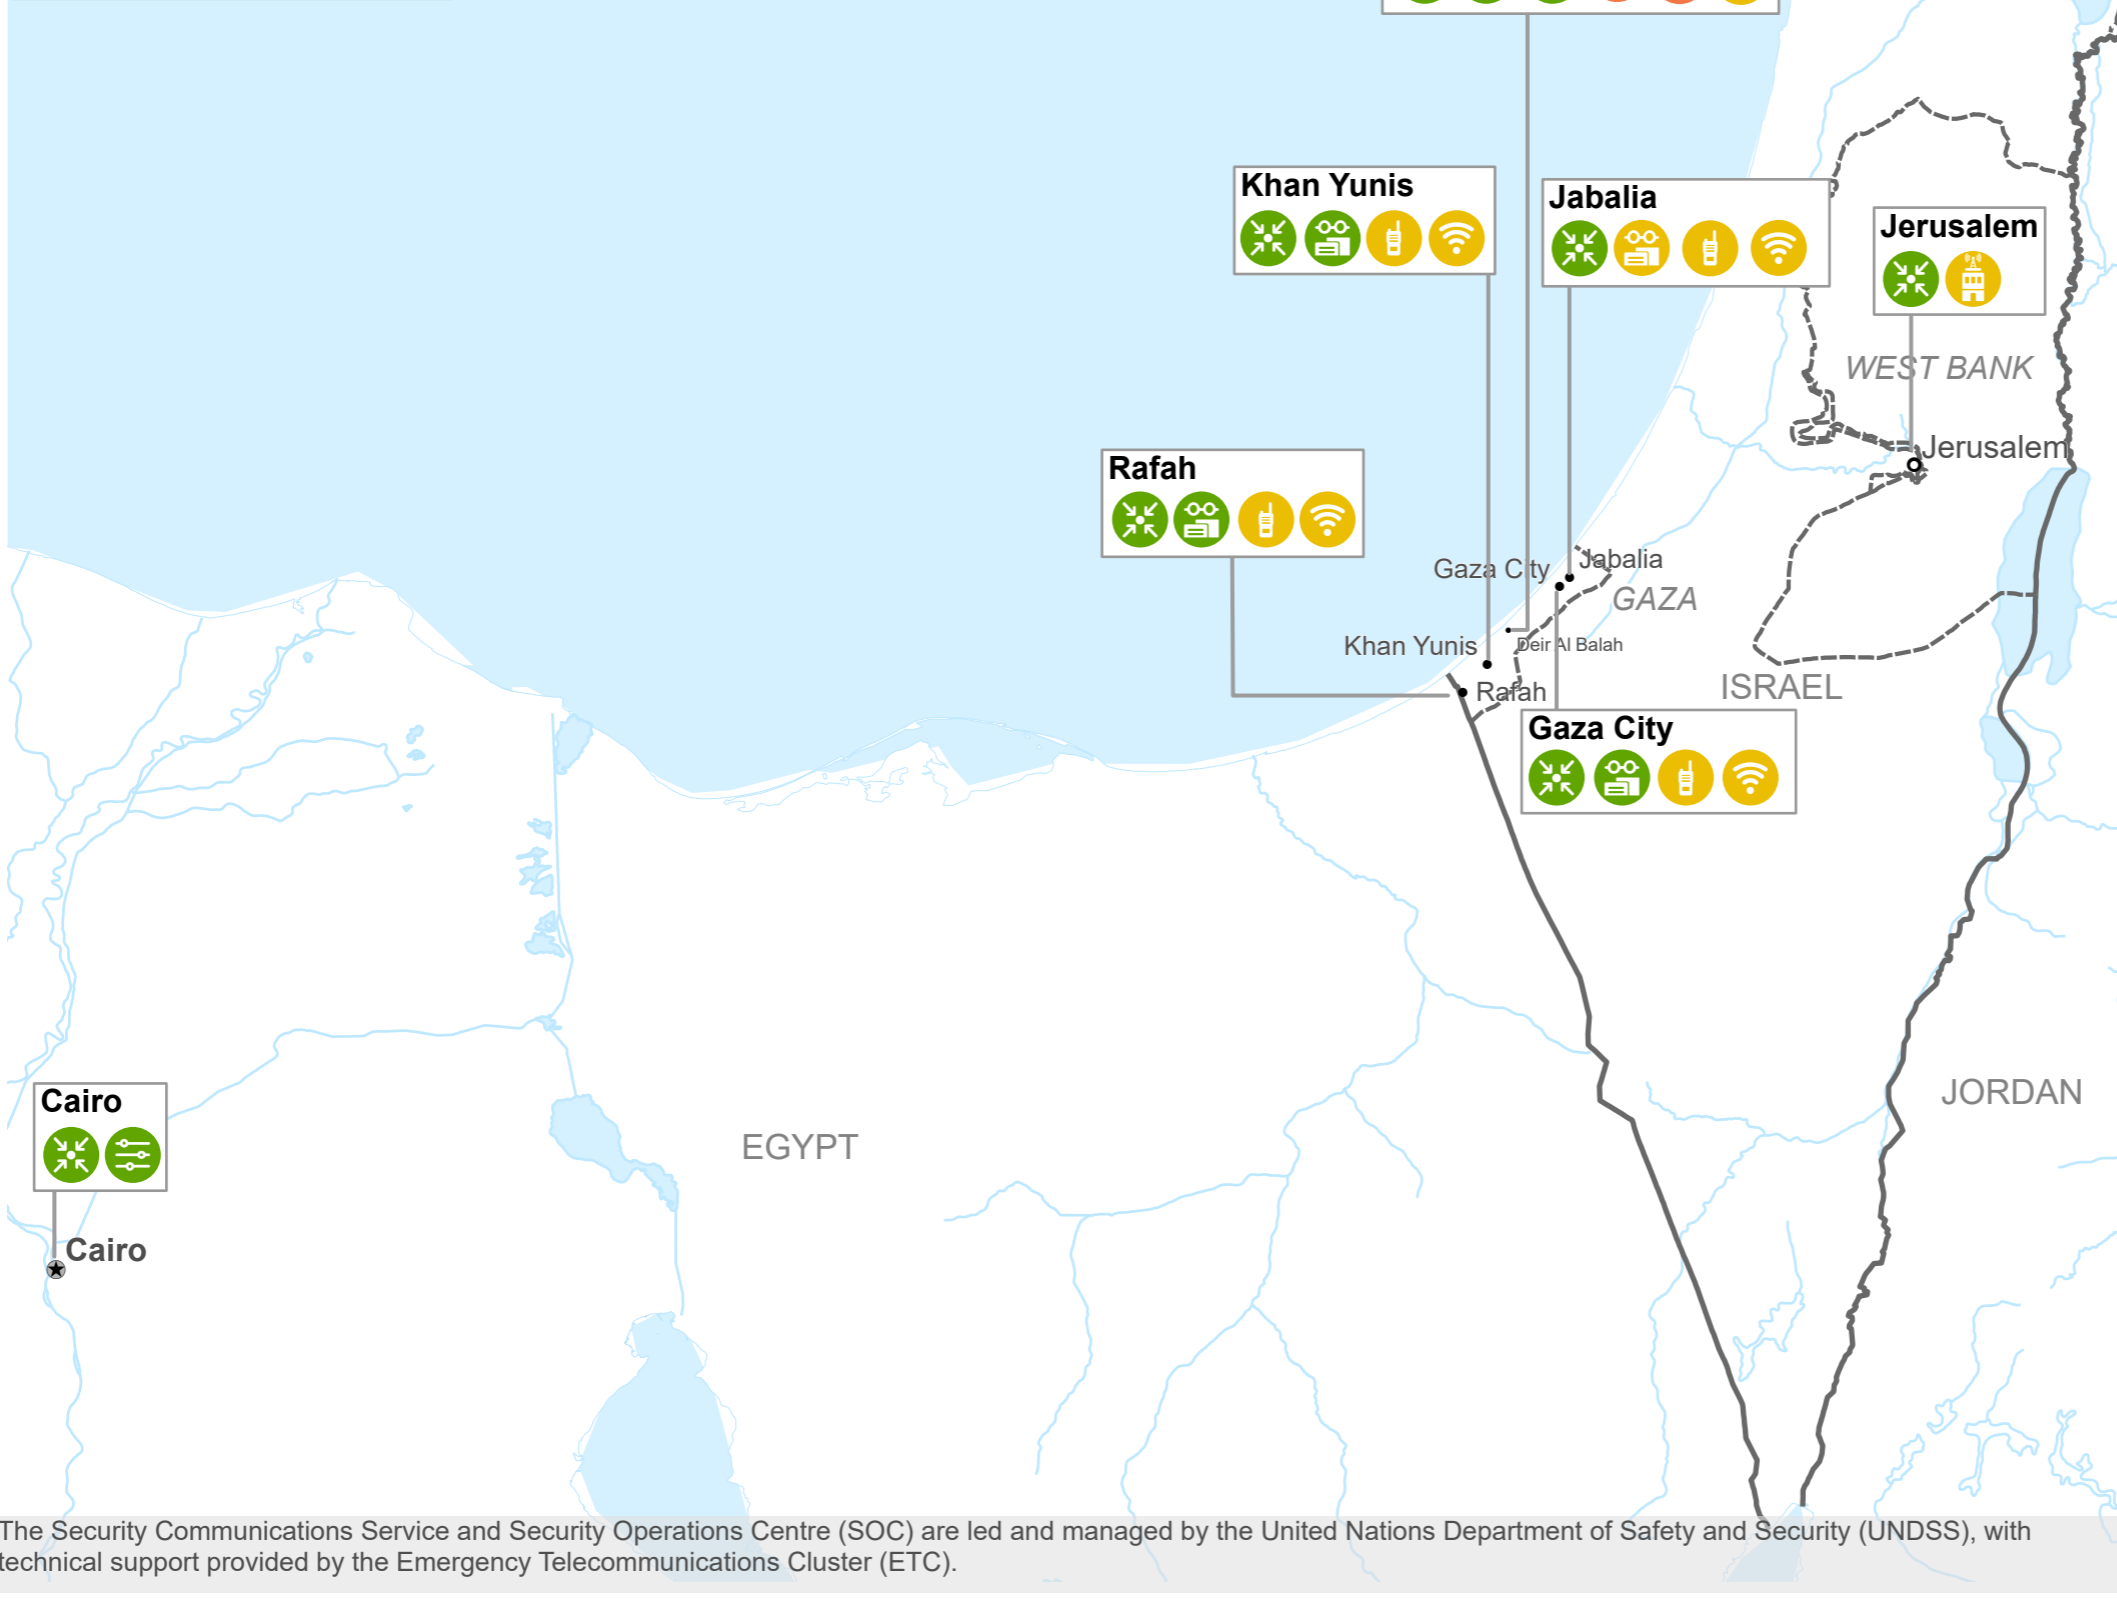 Khan Yunis
Jabalia
Jerusalem
WEST BANK
Jerusalem
Rafah
Gaza City
Jabalia
GAZA
Khan Yunis
Deir Al Balah
Rafah
ISRAEL
Gaza City
Cairo
EGYPT
JORDAN
Cairo
The Security Communications Service and Security Operations Centre (SOC) are led and managed by the United Nations Department of Safety and Security (UNDSS), with
technical support provided by the Emergency Telecommunications Cluster (ETC).